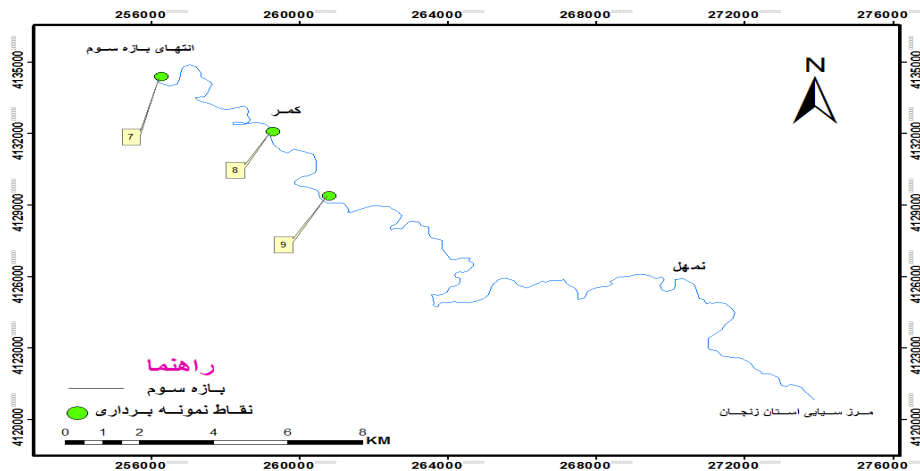 256000 260000 264000 268000 272000 276000
انتهای بازه سوم
N
کمر
7
8
9
نمهل
راهنما
بازه سوم
نقاط نمونه برداری
مرز سیایی استان زنجان
0 1 2 4 6 8 KM
4135000
4132000
4129000
4126000
4123000
4120000
4135000
4132000
4129000
4126000
4123000
4120000
256000 260000 264000 268000 272000 276000